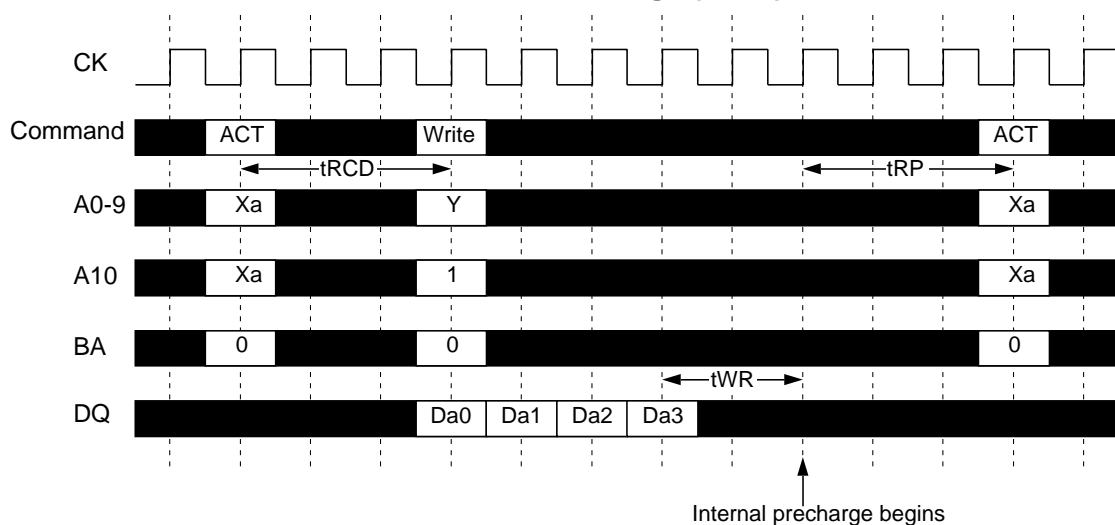 CK
Command ACT Write ACT
tRCD tRP
A0-9 Xa Y Xa
A10 Xa 1 Xa
BA 0 0 0
tWR
DQ Da0 Da1 Da2 Da3
Internal precharge begins